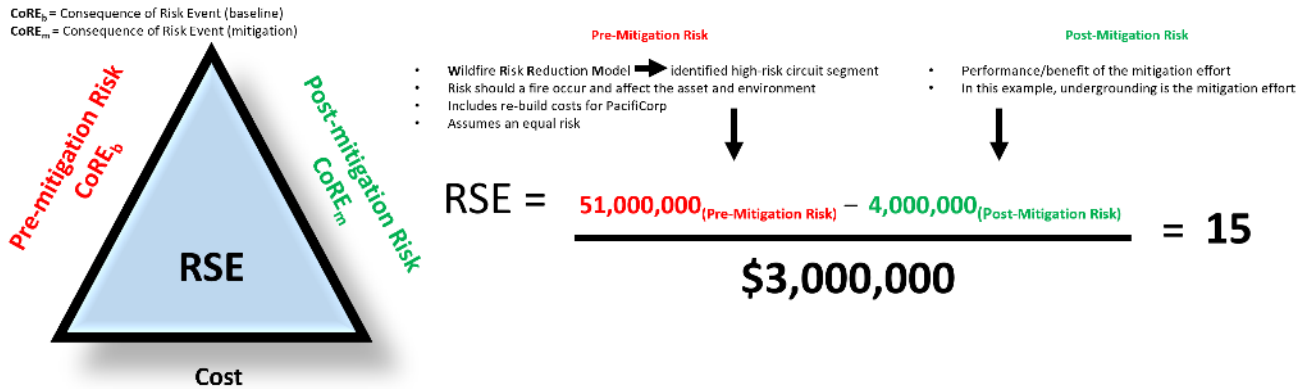 CoREb = Consequence of Risk Event (baseline)
CoREm = Consequence of Risk Event (mitigation)
Pre-mitigation Risk
CoREb
Post-mitigation Risk
CoREm
RSE
Cost
Pre-Mitigation Risk
• Wildfire Risk Reduction Model identified high-risk circuit segment
• Risk should a fire occur and affect the asset and environment
• Includes re-build costs for PacifiCorp
• Assumes an equal risk
Post-Mitigation Risk
• Performance/benefit of the mitigation effort
• In this example, undergrounding is the mitigation effort
RSE = 51,000,000(Pre-Mitigation Risk) – 4,000,000(Post-Mitigation Risk)
$3,000,000
= 15